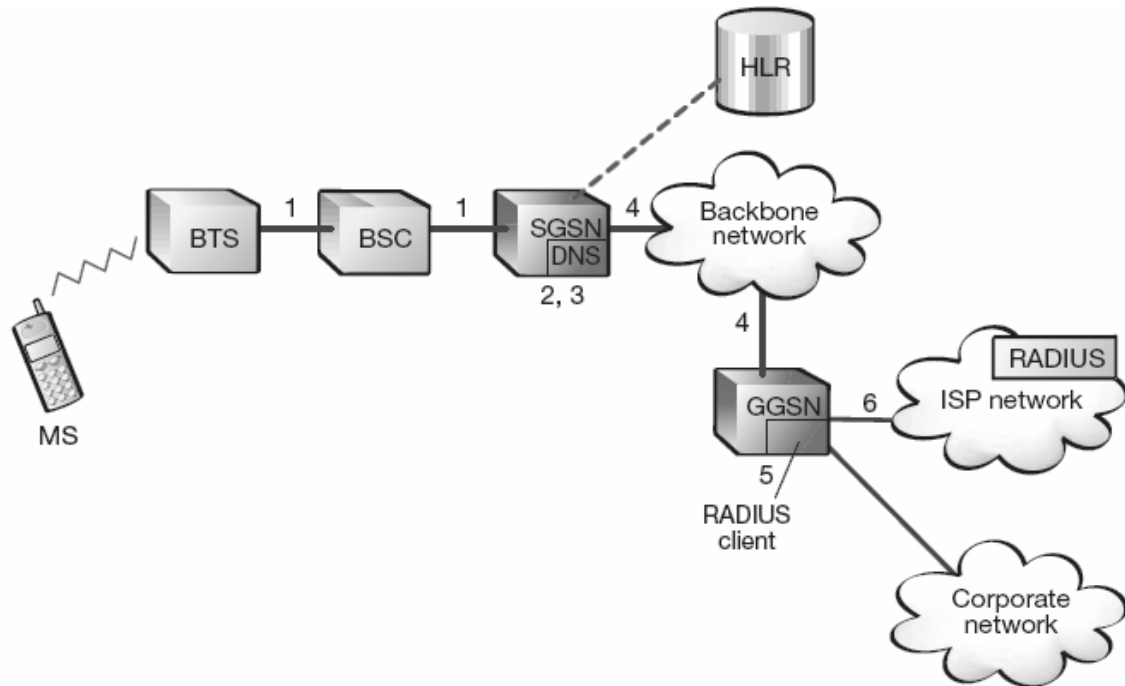 HLR
BTS
1
BSC
1
SGSN
DNS
2, 3
4
Backbone
network
4
GGSN
5
RADIUS
client
6
RADIUS
ISP network
MS
Corporate
network